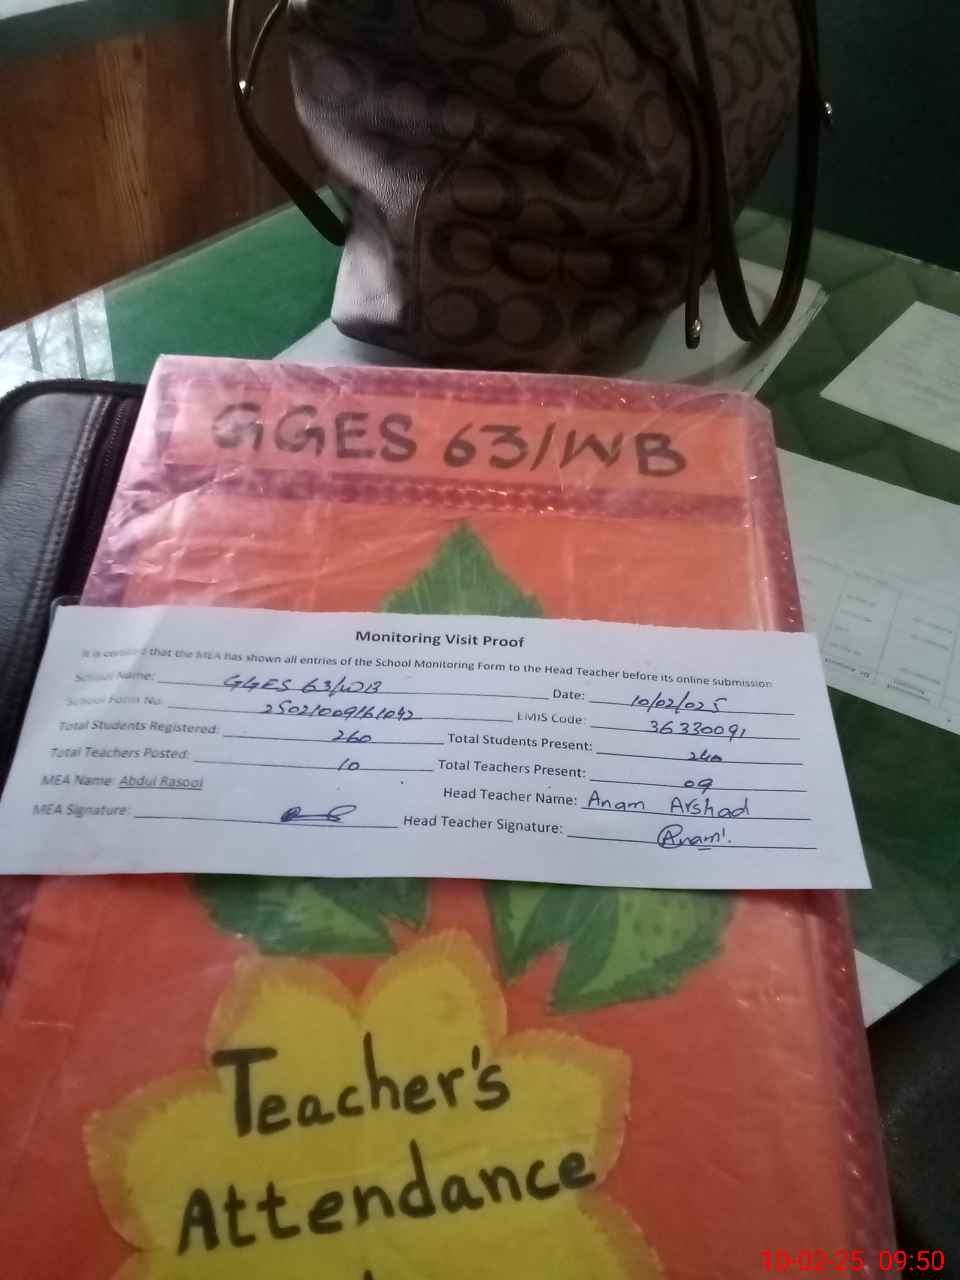 GGES 63/WB
Monitoring Visit Proof
It is certified that the MEA has shown all entries of the School Monitoring Form to the Head Teacher before its online submission
School Name: GGES 63/WB Date: 10/02/025
School Form No. 25021009161042 EMIS Code: 36330091
Total Students Registered: 260 Total Students Present: 240
Total Teachers Posted: 10 Total Teachers Present: 09
MEA Name: Abdul Rasool Head Teacher Name: Anam Arshad
MEA Signature: Head Teacher Signature: Anam
Teacher's
Attendance
10-02-25, 09:50